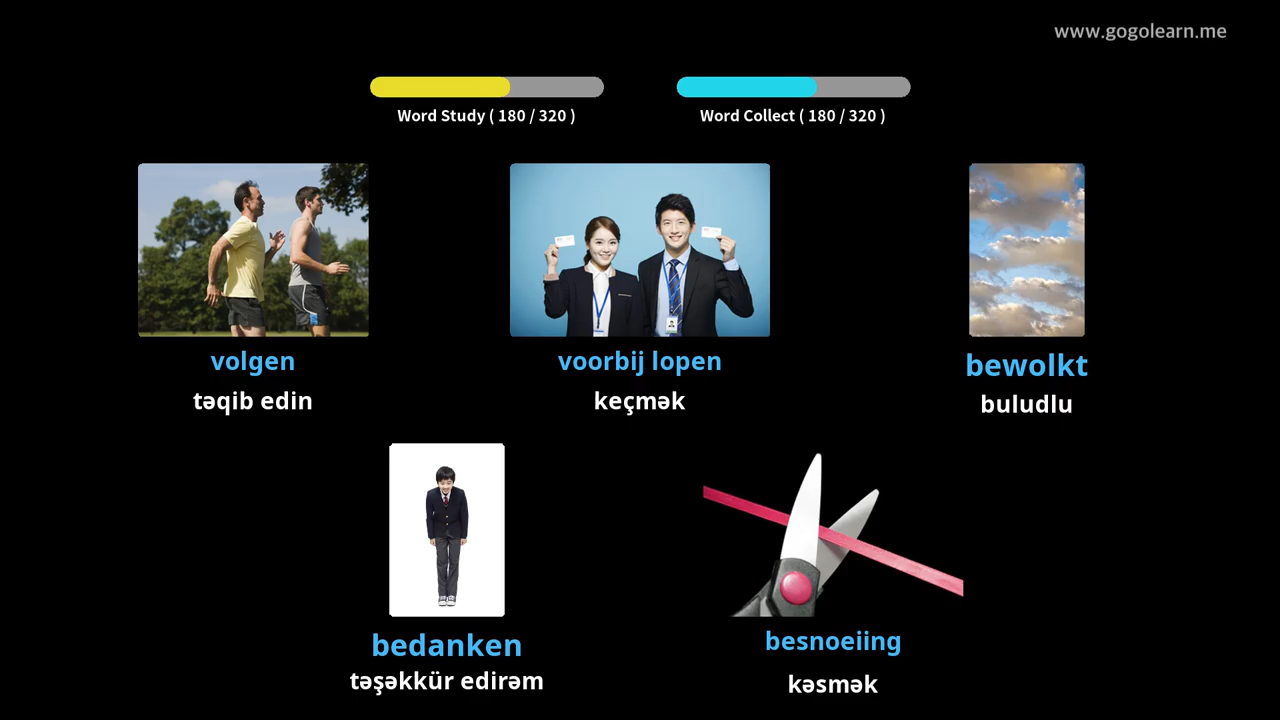 www.gogolearn.me
Word Study ( 180 / 320 )
Word Collect ( 180 / 320 )
volgen
təqib edin
voorbij lopen
keçmək
bewolkt
buludlu
bedanken
təşəkkür edirəm
besnoeiing
kəsmək